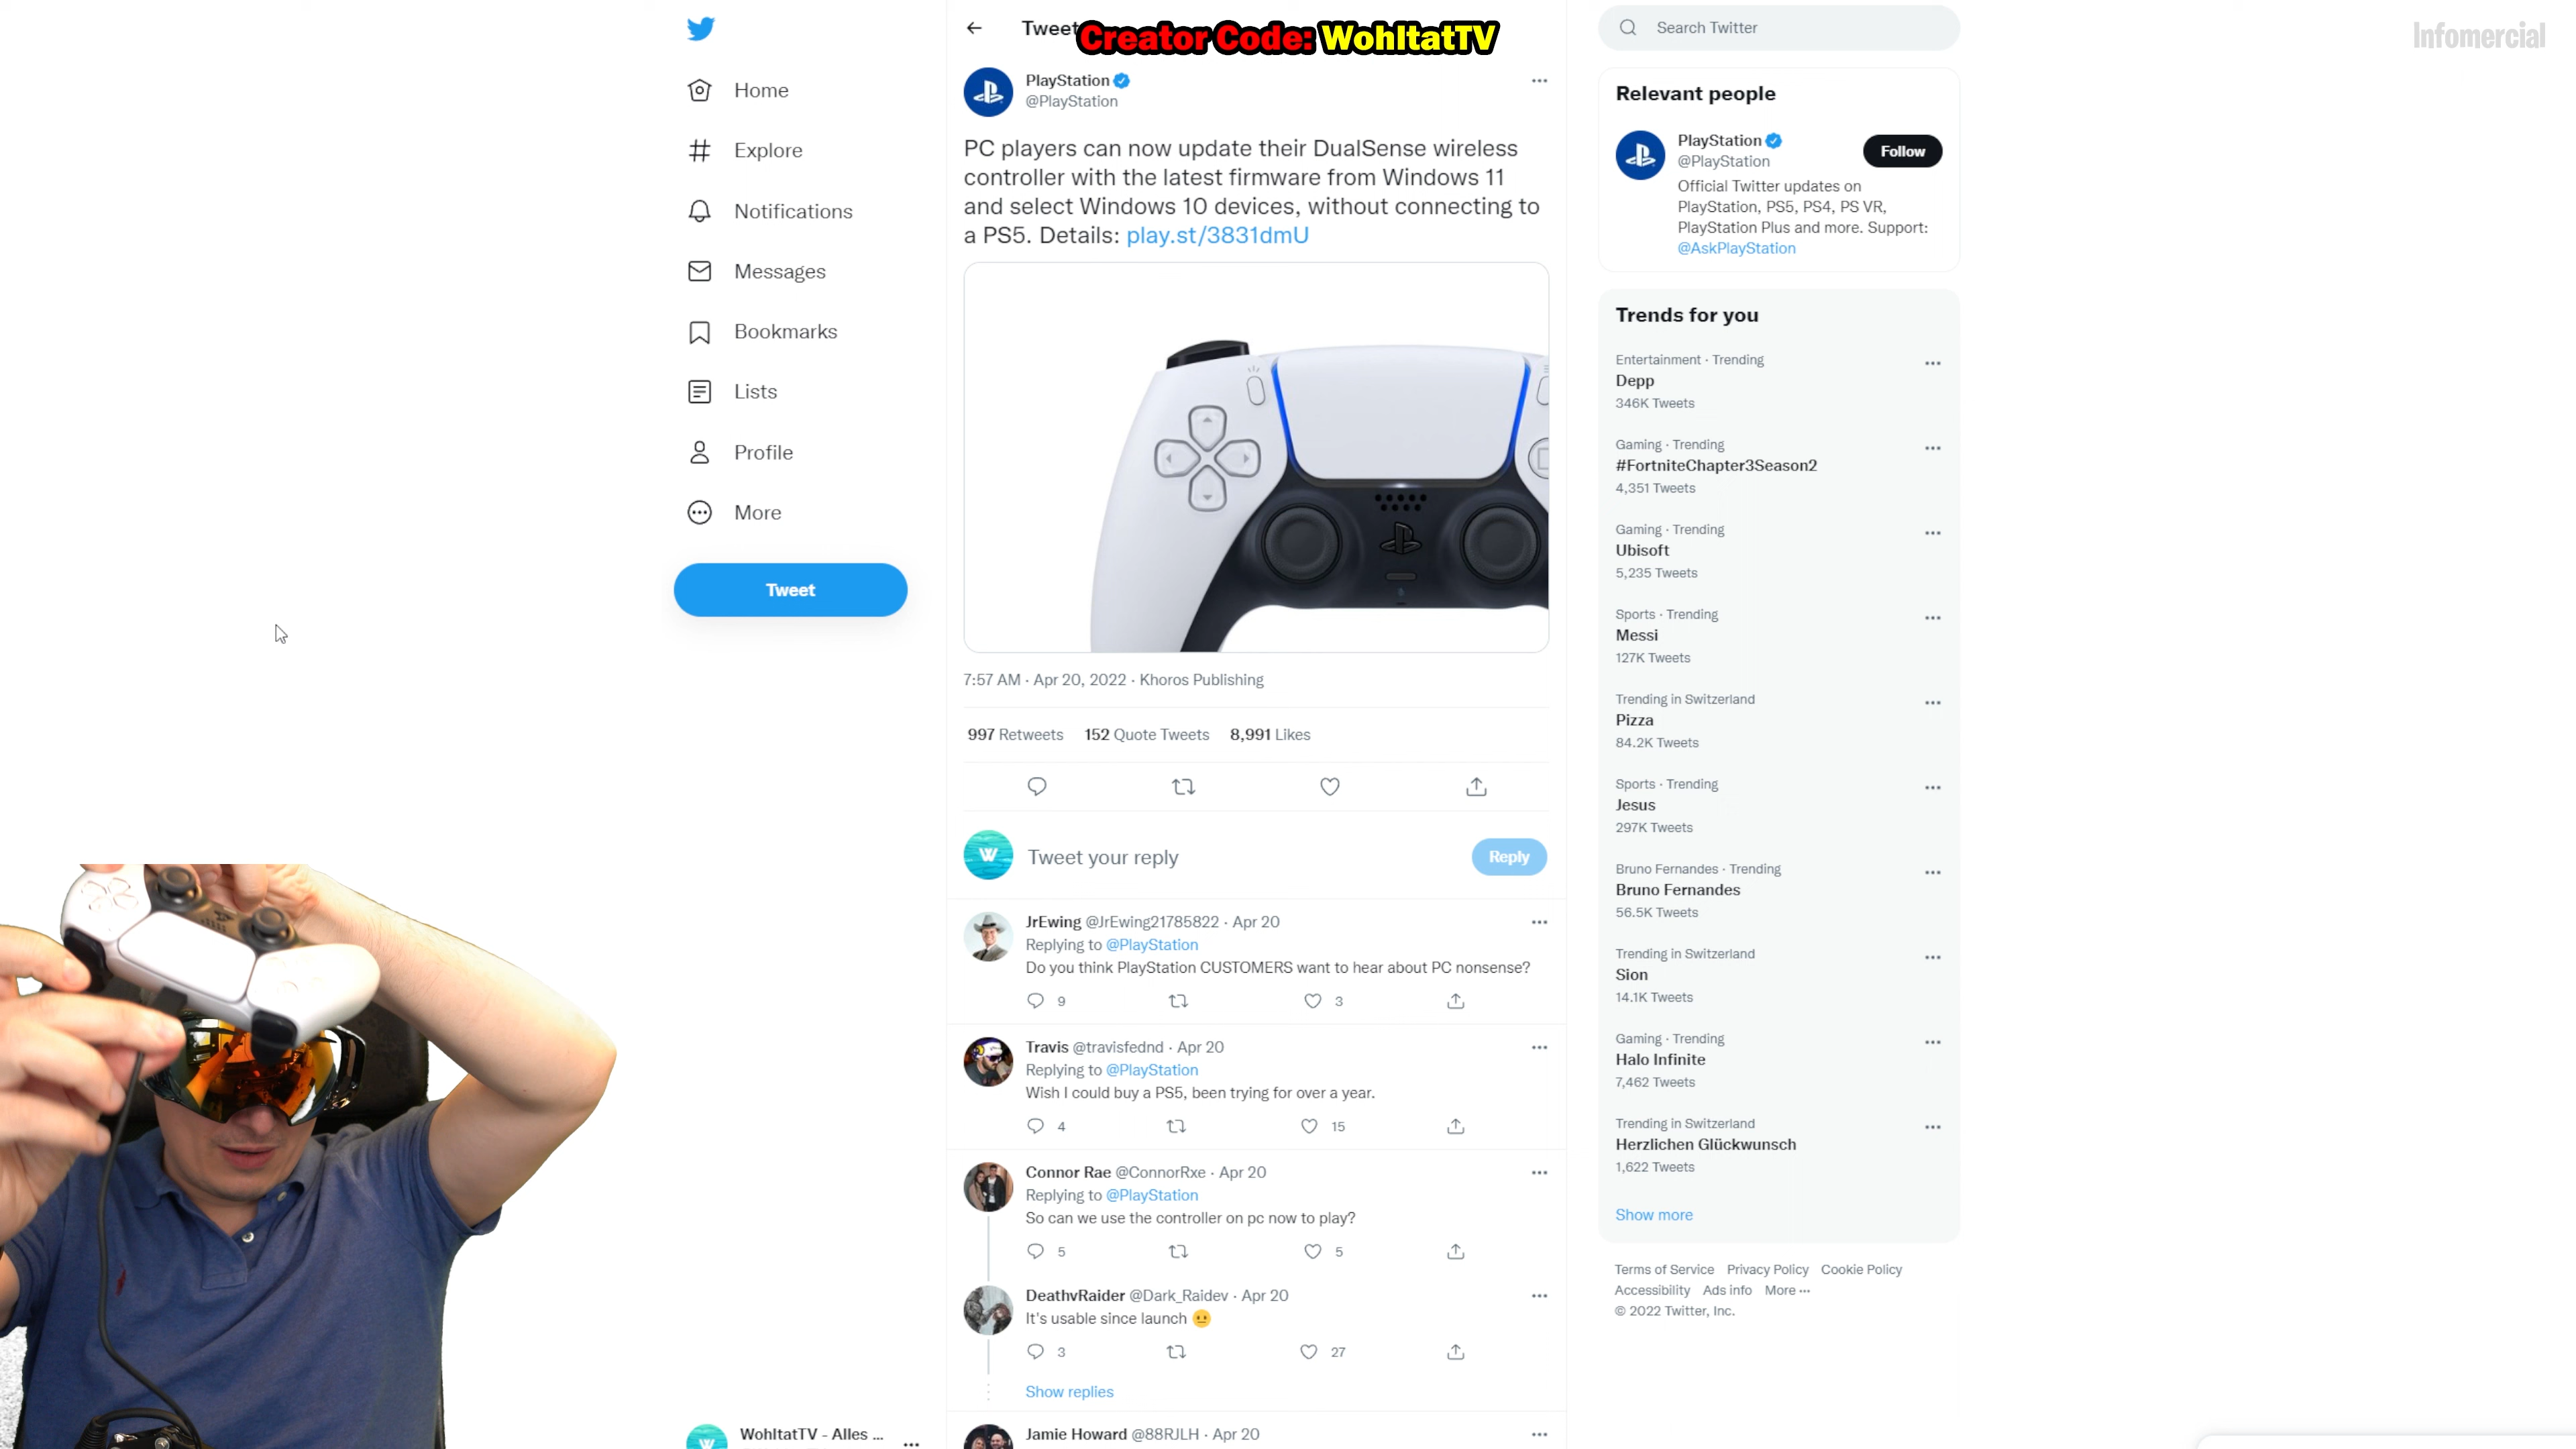 Home
Explore
Notifications
Messages
Bookmarks
Lists
Profile
More
Tweet
WohltatTV - Alles ...
Tweet
Creator Code: WohltatTV
PlayStation
@PlayStation
PC players can now update their DualSense wireless
controller with the latest firmware from Windows 11
and select Windows 10 devices, without connecting to
a PS5. Details: play.st/3831dmU
7:57 AM · Apr 20, 2022 · Khoros Publishing
997 Retweets 152 Quote Tweets 8,991 Likes
W
Tweet your reply
Reply
JrEwing @JrEwing21785822 · Apr 20
Replying to @PlayStation
Do you think PlayStation CUSTOMERS want to hear about PC nonsense?
9 3
Travis @travisfednd · Apr 20
Replying to @PlayStation
Wish I could buy a PS5, been trying for over a year.
4 15
Connor Rae @ConnorRxe · Apr 20
Replying to @PlayStation
So can we use the controller on pc now to play?
5 5
DeathvRaider @Dark_Raidev · Apr 20
It's usable since launch 😐
3 27
Show replies
Jamie Howard @88RJLH · Apr 20
Search Twitter
Relevant people
PlayStation
@PlayStation
Follow
Official Twitter updates on
PlayStation, PS5, PS4, PS VR,
PlayStation Plus and more. Support:
@AskPlayStation
Trends for you
Entertainment · Trending
Depp
346K Tweets
Gaming · Trending
#FortniteChapter3Season2
4,351 Tweets
Gaming · Trending
Ubisoft
5,235 Tweets
Sports · Trending
Messi
127K Tweets
Trending in Switzerland
Pizza
84.2K Tweets
Sports · Trending
Jesus
297K Tweets
Bruno Fernandes · Trending
Bruno Fernandes
56.5K Tweets
Trending in Switzerland
Sion
14.1K Tweets
Gaming · Trending
Halo Infinite
7,462 Tweets
Trending in Switzerland
Herzlichen Glückwunsch
1,622 Tweets
Show more
Terms of Service Privacy Policy Cookie Policy
Accessibility Ads info More ···
© 2022 Twitter, Inc.
Infomercial